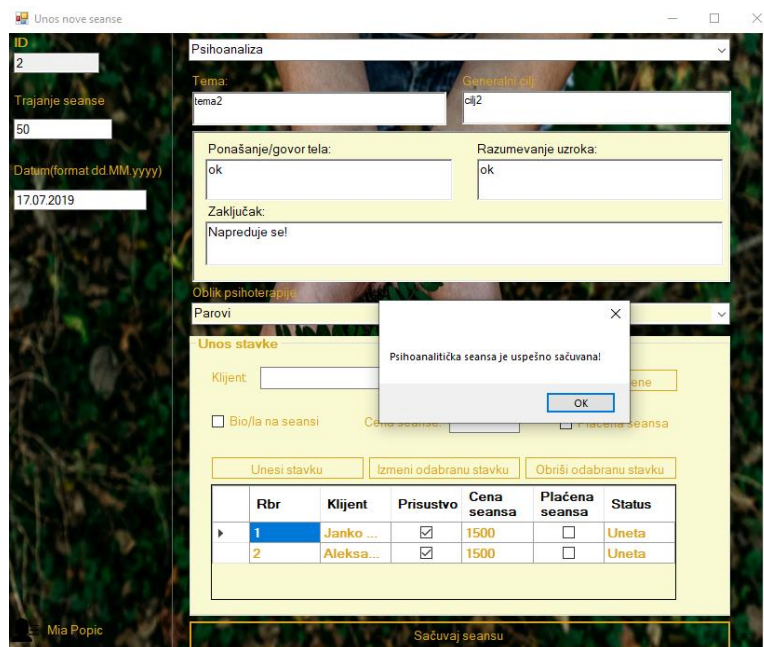 Unos nove seanse
ID
2
Trajanje seanse
50
Datum(format dd.MM.yyyy)
17.07.2019
Mia Popic
Psihoanaliza
Tema:
Generalni cilj:
tema2
cilj2
Ponašanje/govor tela:
Razumevanje uzroka:
ok
ok
Zaključak:
Napreduje se!
Oblik psihoterapije
Parovi
Psihoanalitička seansa je uspešno sačuvana!
OK
Unos stavke
Klijent:
ene
Bio/la na seansi
Cena seanse:
Plaćena seansa
Unesi stavku
Izmeni odabranu stavku
Obriši odabranu stavku
Rbr Klijent Prisustvo Cena seansa Plaćena seansa Status
1 Janko ... 1500 Uneta
2 Aleksa... 1500 Uneta
Sačuvaj seansu